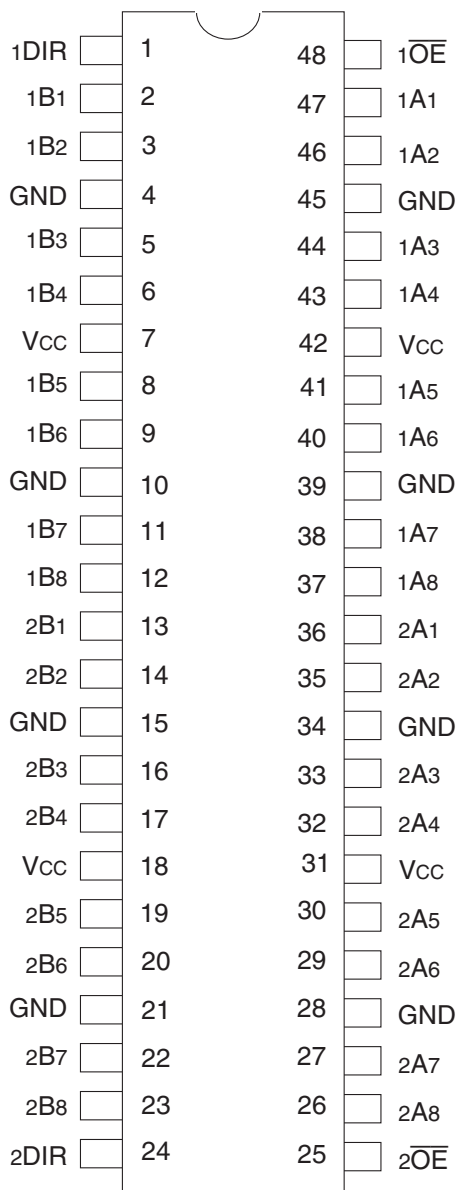 1DIR 1 48 1O̅E̅
1B1 2 47 1A1
1B2 3 46 1A2
GND 4 45 GND
1B3 5 44 1A3
1B4 6 43 1A4
VCC 7 42 VCC
1B5 8 41 1A5
1B6 9 40 1A6
GND 10 39 GND
1B7 11 38 1A7
1B8 12 37 1A8
2B1 13 36 2A1
2B2 14 35 2A2
GND 15 34 GND
2B3 16 33 2A3
2B4 17 32 2A4
VCC 18 31 VCC
2B5 19 30 2A5
2B6 20 29 2A6
GND 21 28 GND
2B7 22 27 2A7
2B8 23 26 2A8
2DIR 24 25 2O̅E̅